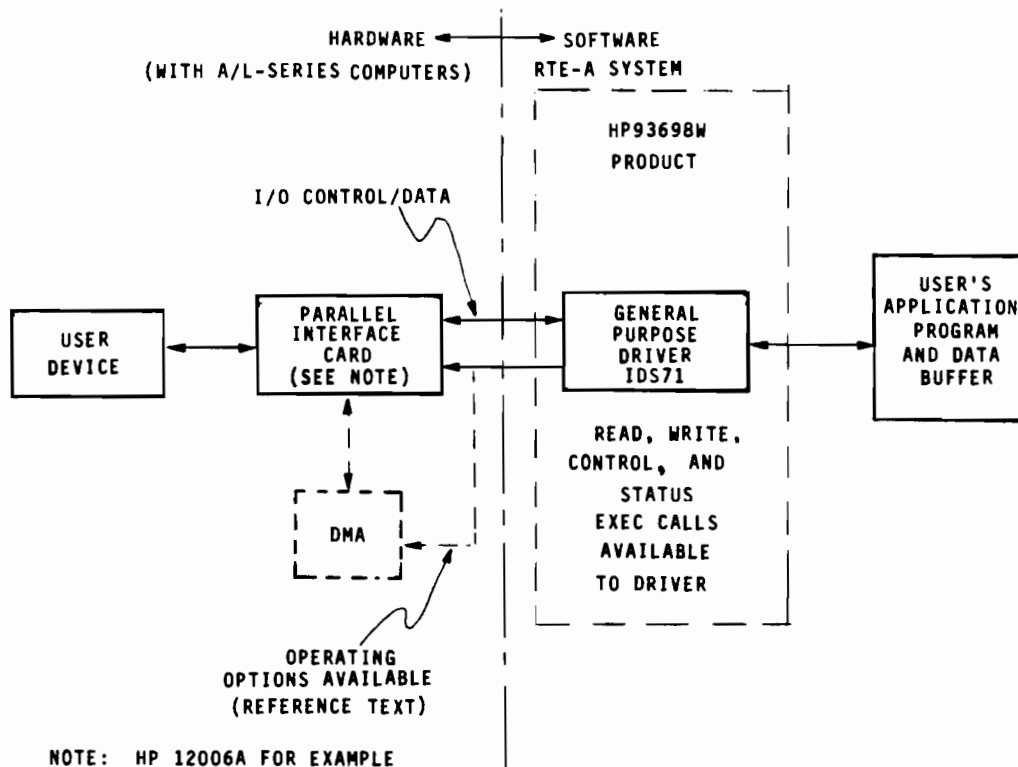 HARDWARE
SOFTWARE
(WITH A/L-SERIES COMPUTERS)
RTE-A SYSTEM
HP93698W
PRODUCT
I/O CONTROL/DATA
USER
DEVICE
PARALLEL
INTERFACE
CARD
(SEE NOTE)
GENERAL
PURPOSE
DRIVER
IDS71
USER'S
APPLICATION
PROGRAM
AND DATA
BUFFER
READ, WRITE,
CONTROL, AND
STATUS
EXEC CALLS
AVAILABLE
TO DRIVER
DMA
OPERATING
OPTIONS AVAILABLE
(REFERENCE TEXT)
NOTE: HP 12006A FOR EXAMPLE